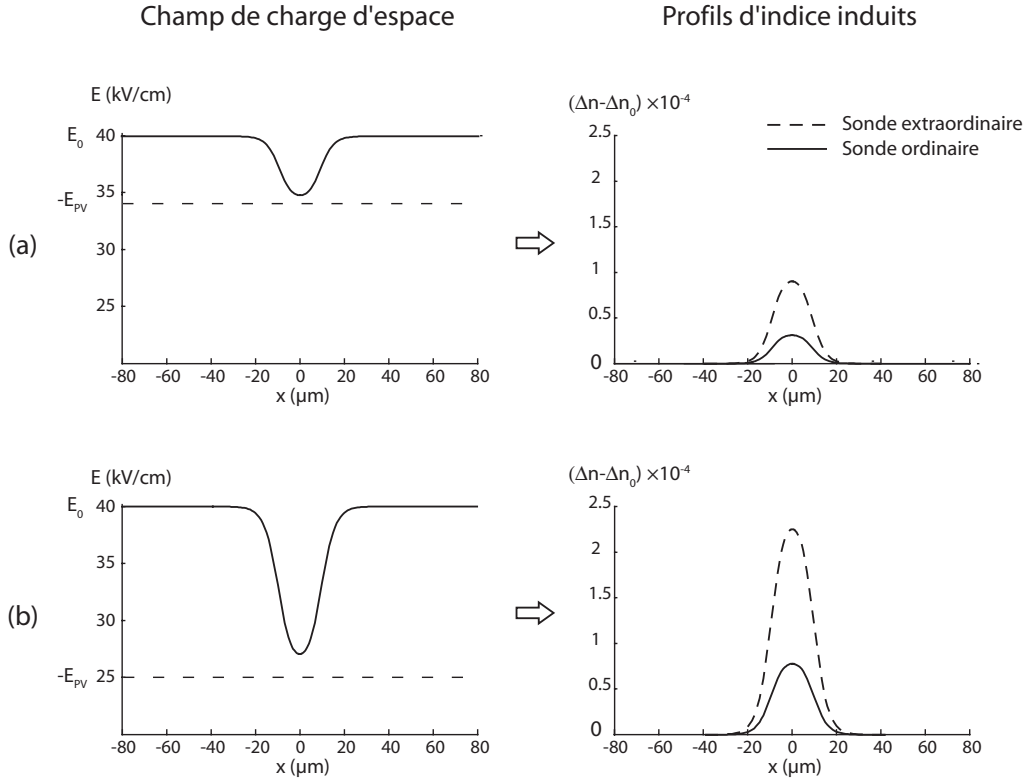 Champ de charge d'espace
Profils d'indice induits
(a)
E (kV/cm)
E0
-EPV
40
35
30
25
-80 -60 -40 -20 0 20 40 60 80
x (µm)
(Δn-Δn0) ×10-4
Sonde extraordinaire
Sonde ordinaire
2.5
2
1.5
1
0.5
0
-80 -60 -40 -20 0 20 40 60 80
x (µm)
(b)
E (kV/cm)
E0
-EPV
40
35
30
25
-80 -60 -40 -20 0 20 40 60 80
x (µm)
(Δn-Δn0) ×10-4
2.5
2
1.5
1
0.5
0
-80 -60 -40 -20 0 20 40 60 80
x (µm)